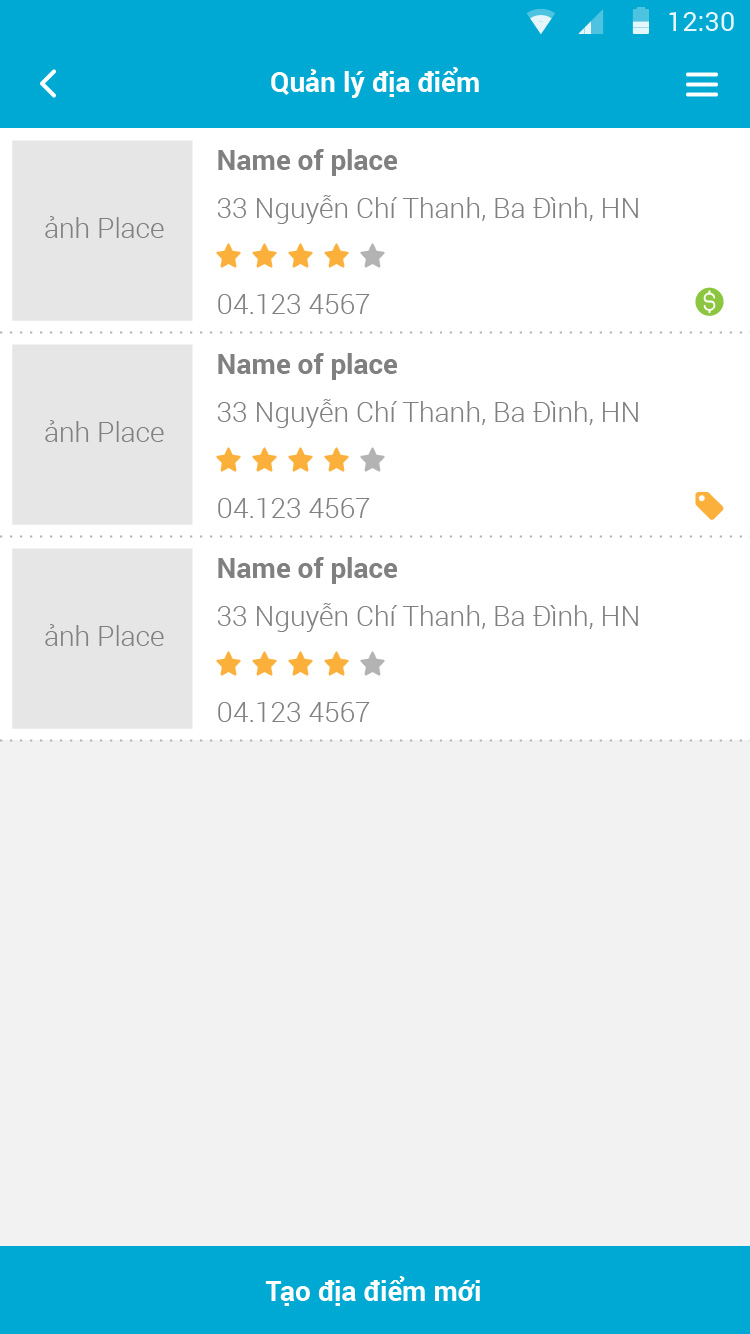 12:30
Quản lý địa điểm
ảnh Place
Name of place
33 Nguyễn Chí Thanh, Ba Đình, HN
04.123 4567
ảnh Place
Name of place
33 Nguyễn Chí Thanh, Ba Đình, HN
04.123 4567
ảnh Place
Name of place
33 Nguyễn Chí Thanh, Ba Đình, HN
04.123 4567
Tạo địa điểm mới